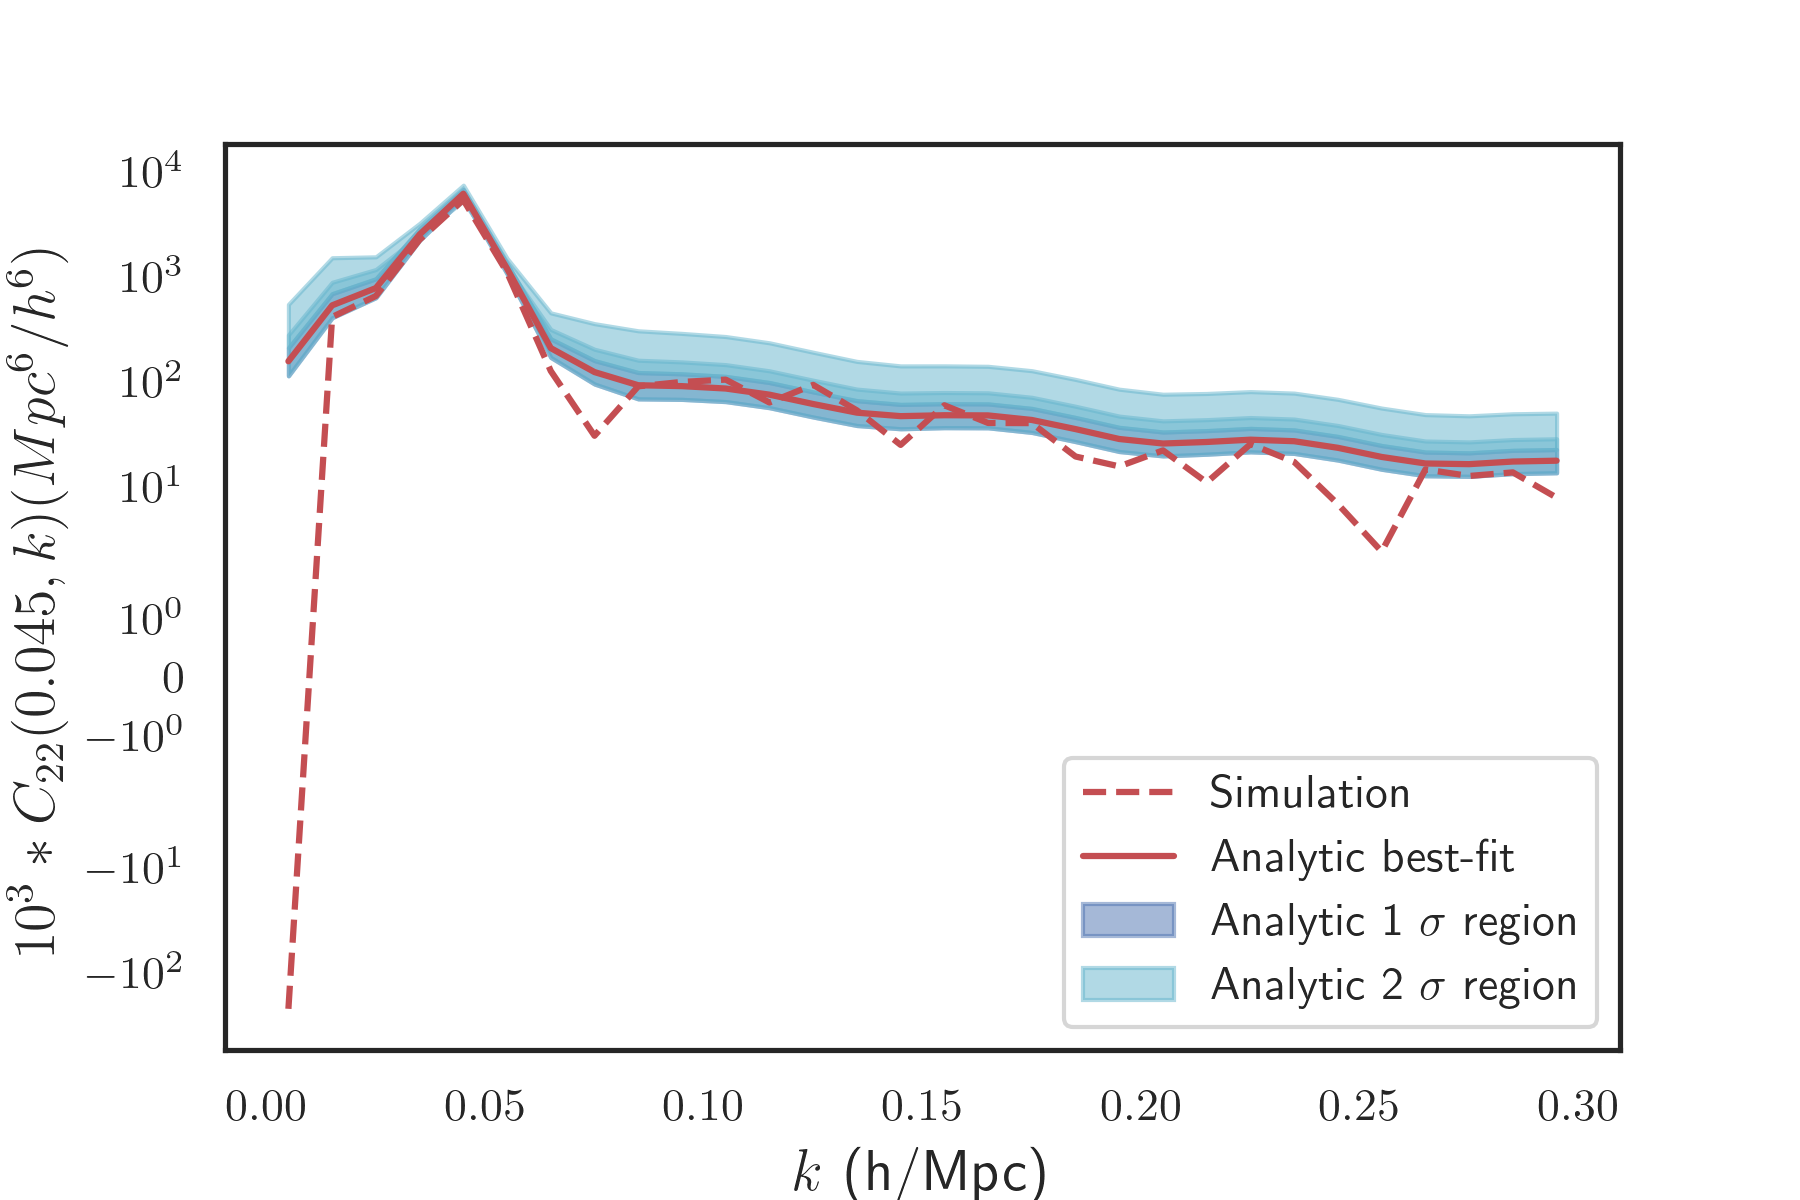 10^3 * C_{22}(0.045, k)(Mpc^6/h^6)
10^4
10^3
10^2
10^1
10^0
0
−10^0
−10^1
−10^2
Simulation
Analytic best-fit
Analytic 1 σ region
Analytic 2 σ region
0.00 0.05 0.10 0.15 0.20 0.25 0.30
k (h/Mpc)